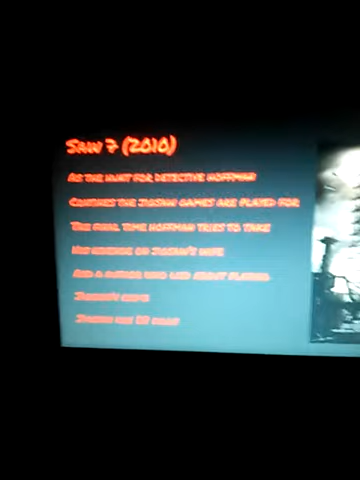 Saw 7 (2010)
As the hunt for detective Hoffman
Continues the jigsaw games are played for
The final time Hoffman tries to take
His revenge on jigsaw's wife
And a author who lied about playing
Jigsaw's
Jigsaw has